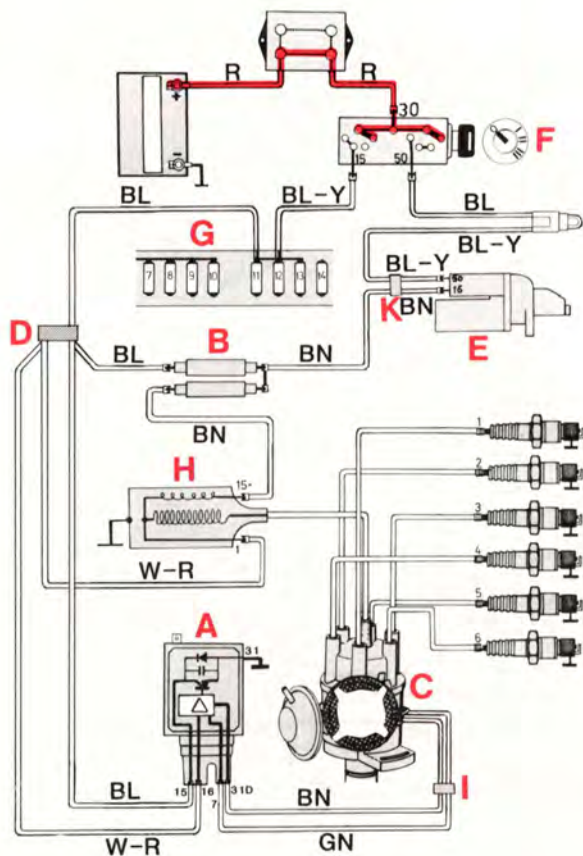 R R
+
30
F
-
15 50
BL BL-Y BL
G BL-Y
BL-Y
7 8 9 10 11 12 13 14
50
16
K BN
E
D
B
BL BN
BN
1
H
15-
2
3
1
4
W-R
5
A
6
31
C
I
BL 15 16 7 31D BN
W-R GN